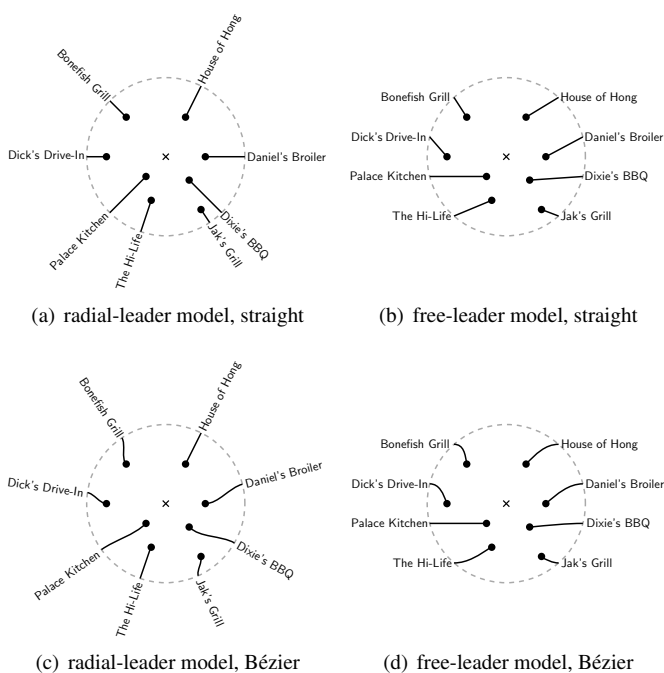 House of Hong
Bonefish Grill
Dick's Drive-In
Daniel's Broiler
Palace Kitchen
The Hi-Life
Jak's Grill
Dixie's BBQ
(a) radial-leader model, straight
Bonefish Grill
House of Hong
Dick's Drive-In
Daniel's Broiler
Palace Kitchen
Dixie's BBQ
The Hi-Life
Jak's Grill
(b) free-leader model, straight
House of Hong
Bonefish Grill
Dick's Drive-In
Daniel's Broiler
Palace Kitchen
Dixie's BBQ
The Hi-Life
Jak's Grill
(c) radial-leader model, Bézier
Bonefish Grill
House of Hong
Dick's Drive-In
Daniel's Broiler
Palace Kitchen
Dixie's BBQ
The Hi-Life
Jak's Grill
(d) free-leader model, Bézier